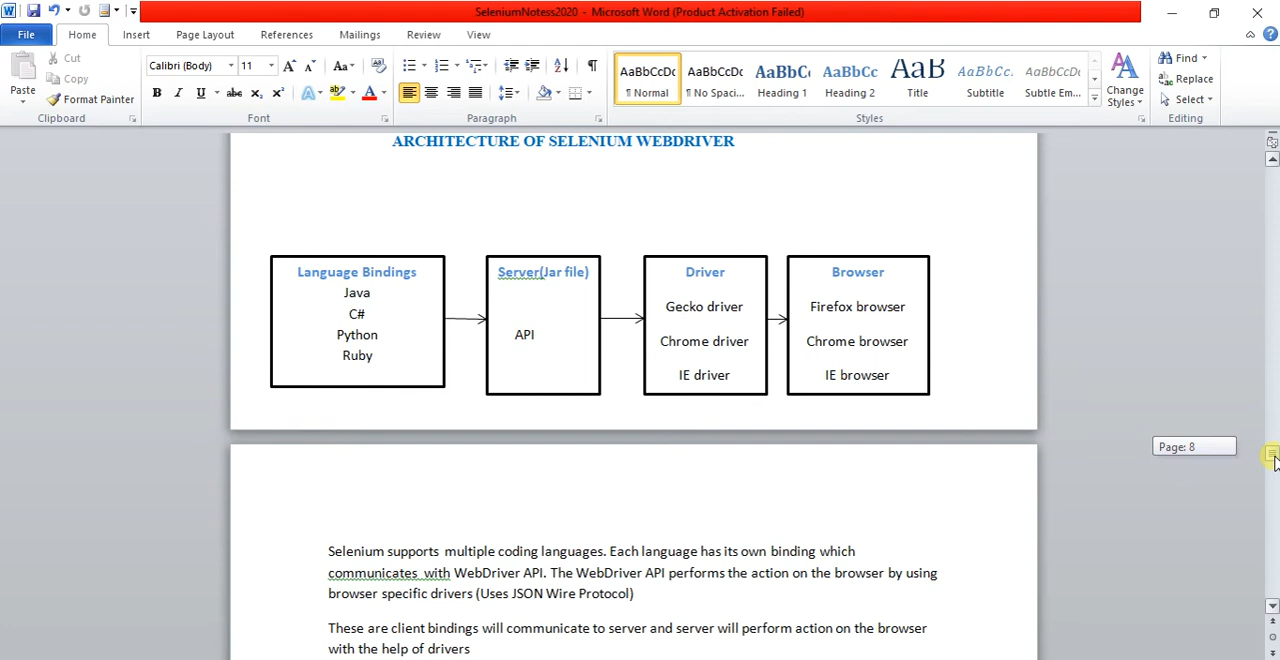 SeleniumNotess2020 - Microsoft Word (Product Activation Failed)
File Home Insert Page Layout References Mailings Review View
Paste
Cut
Copy
Format Painter
Clipboard
Calibri (Body) 11
Font
Paragraph
AaBbCcDc AaBbCcDc AaBbC AaBbCc AaB AaBbCc. AaBbCcDc
¶ Normal ¶ No Spaci... Heading 1 Heading 2 Title Subtitle Subtle Em...
Change Styles
Styles
Find
Replace
Select
Editing
ARCHITECTURE OF SELENIUM WEBDRIVER
Language Bindings
Java
C#
Python
Ruby
Server(Jar file)
API
Driver
Gecko driver
Chrome driver
IE driver
Browser
Firefox browser
Chrome browser
IE browser
Page: 8
Selenium supports multiple coding languages. Each language has its own binding which
communicates with WebDriver API. The WebDriver API performs the action on the browser by using
browser specific drivers (Uses JSON Wire Protocol)
These are client bindings will communicate to server and server will perform action on the browser
with the help of drivers